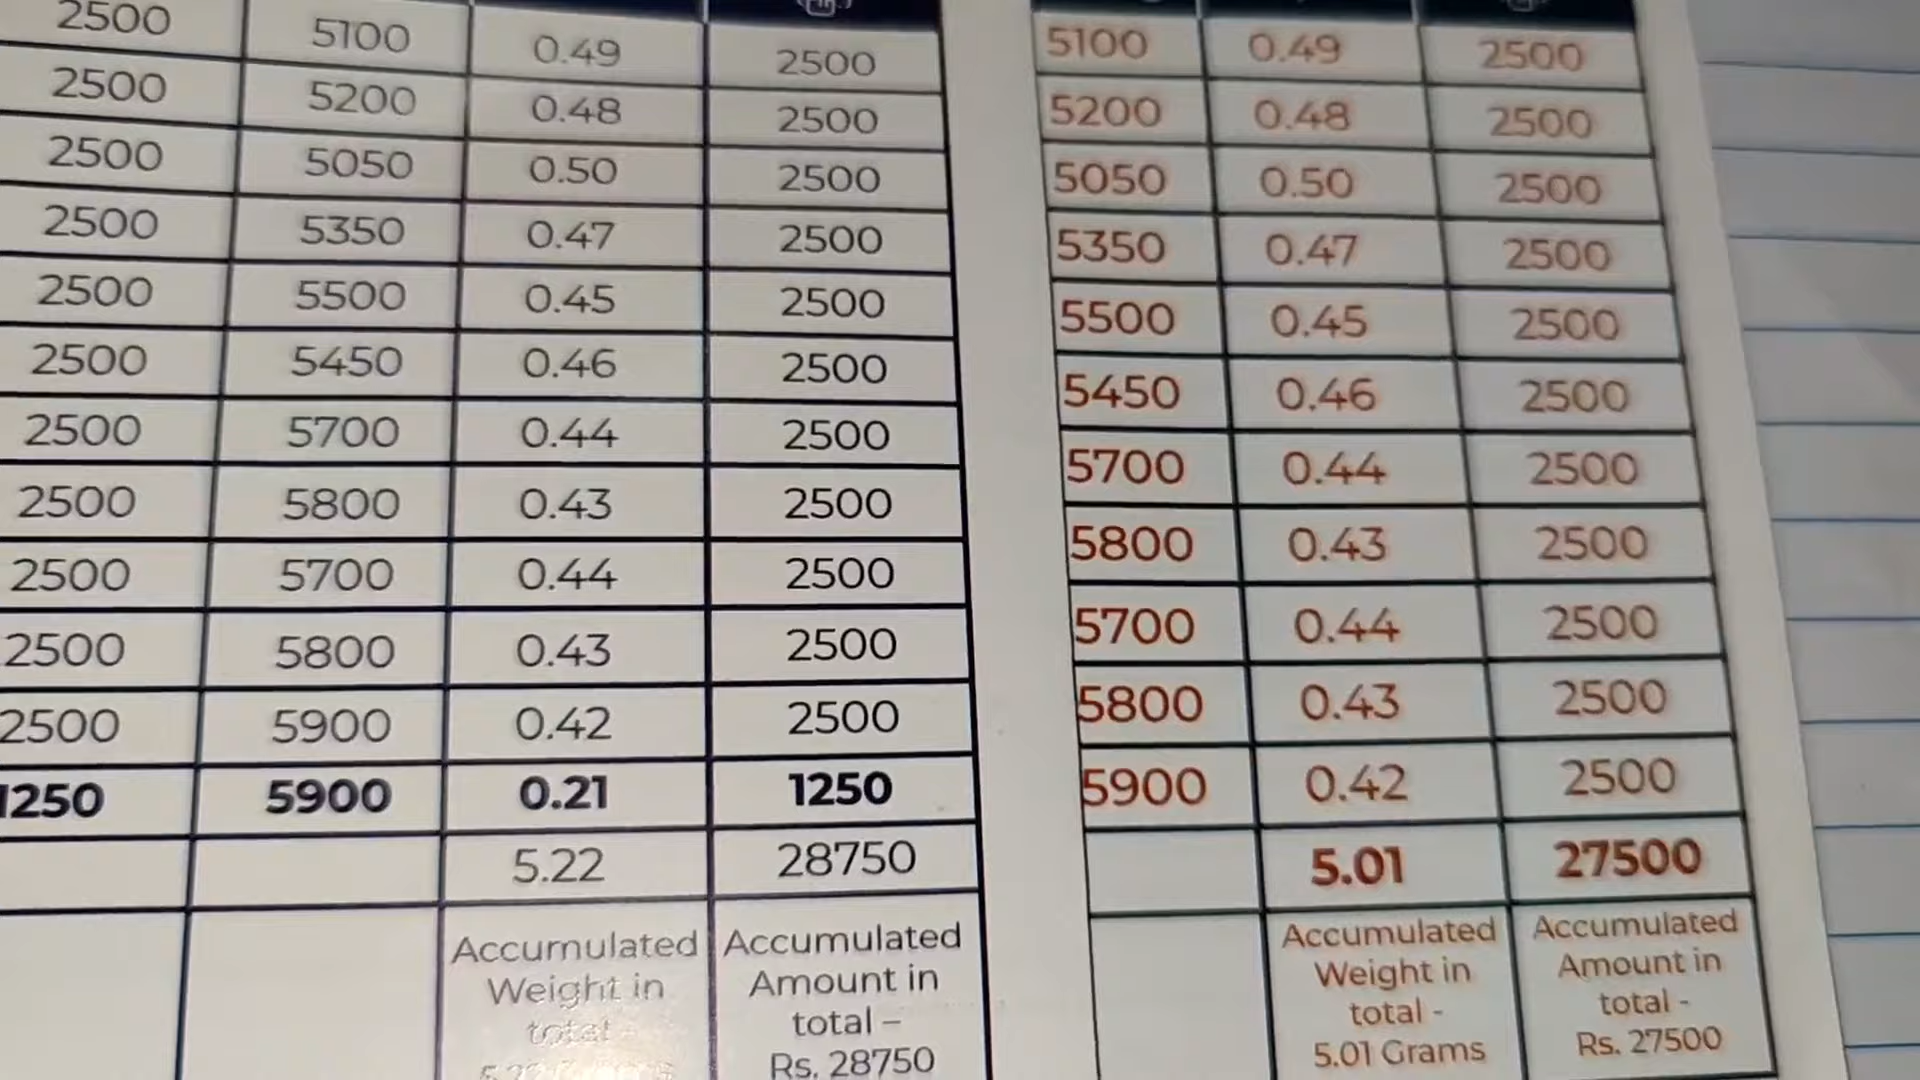 2500 5100 0.49 2500
2500 5200 0.48 2500
2500 5050 0.50 2500
2500 5350 0.47 2500
2500 5500 0.45 2500
2500 5450 0.46 2500
2500 5700 0.44 2500
2500 5800 0.43 2500
2500 5700 0.44 2500
2500 5800 0.43 2500
2500 5900 0.42 2500
1250 5900 0.21 1250
5.22 28750
Accumulated
Weight in
total -
Accumulated
Amount in
total –
Rs. 28750
5100 0.49 2500
5200 0.48 2500
5050 0.50 2500
5350 0.47 2500
5500 0.45 2500
5450 0.46 2500
5700 0.44 2500
5800 0.43 2500
5700 0.44 2500
5800 0.43 2500
5900 0.42 2500
5.01 27500
Accumulated
Weight in
total -
5.01 Grams
Accumulated
Amount in
total -
Rs. 27500